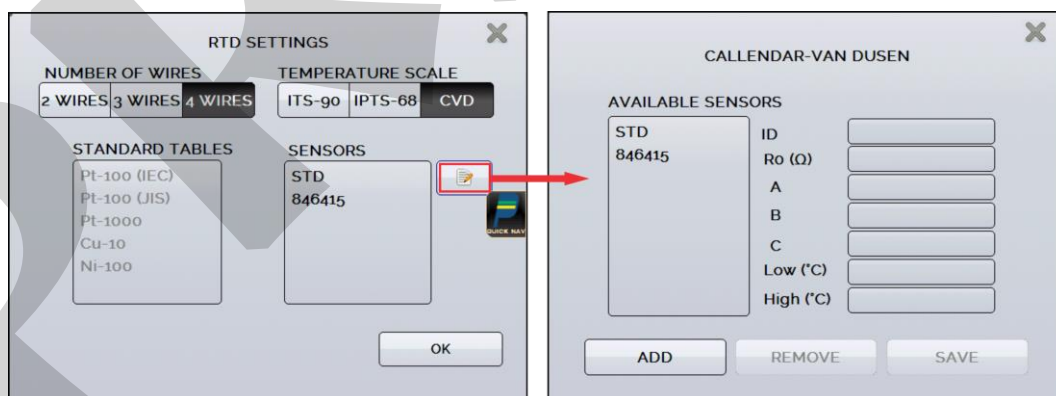 RTD SETTINGS
NUMBER OF WIRES
2 WIRES 3 WIRES 4 WIRES
TEMPERATURE SCALE
ITS-90 IPTS-68 CVD
STANDARD TABLES
Pt-100 (IEC)
Pt-100 (JIS)
Pt-1000
Cu-10
Ni-100
SENSORS
STD
846415
QUICK NAV
OK
CALLENDAR-VAN DUSEN
AVAILABLE SENSORS
STD
846415
ID
Ro (Ω)
A
B
C
Low (°C)
High (°C)
ADD
REMOVE
SAVE